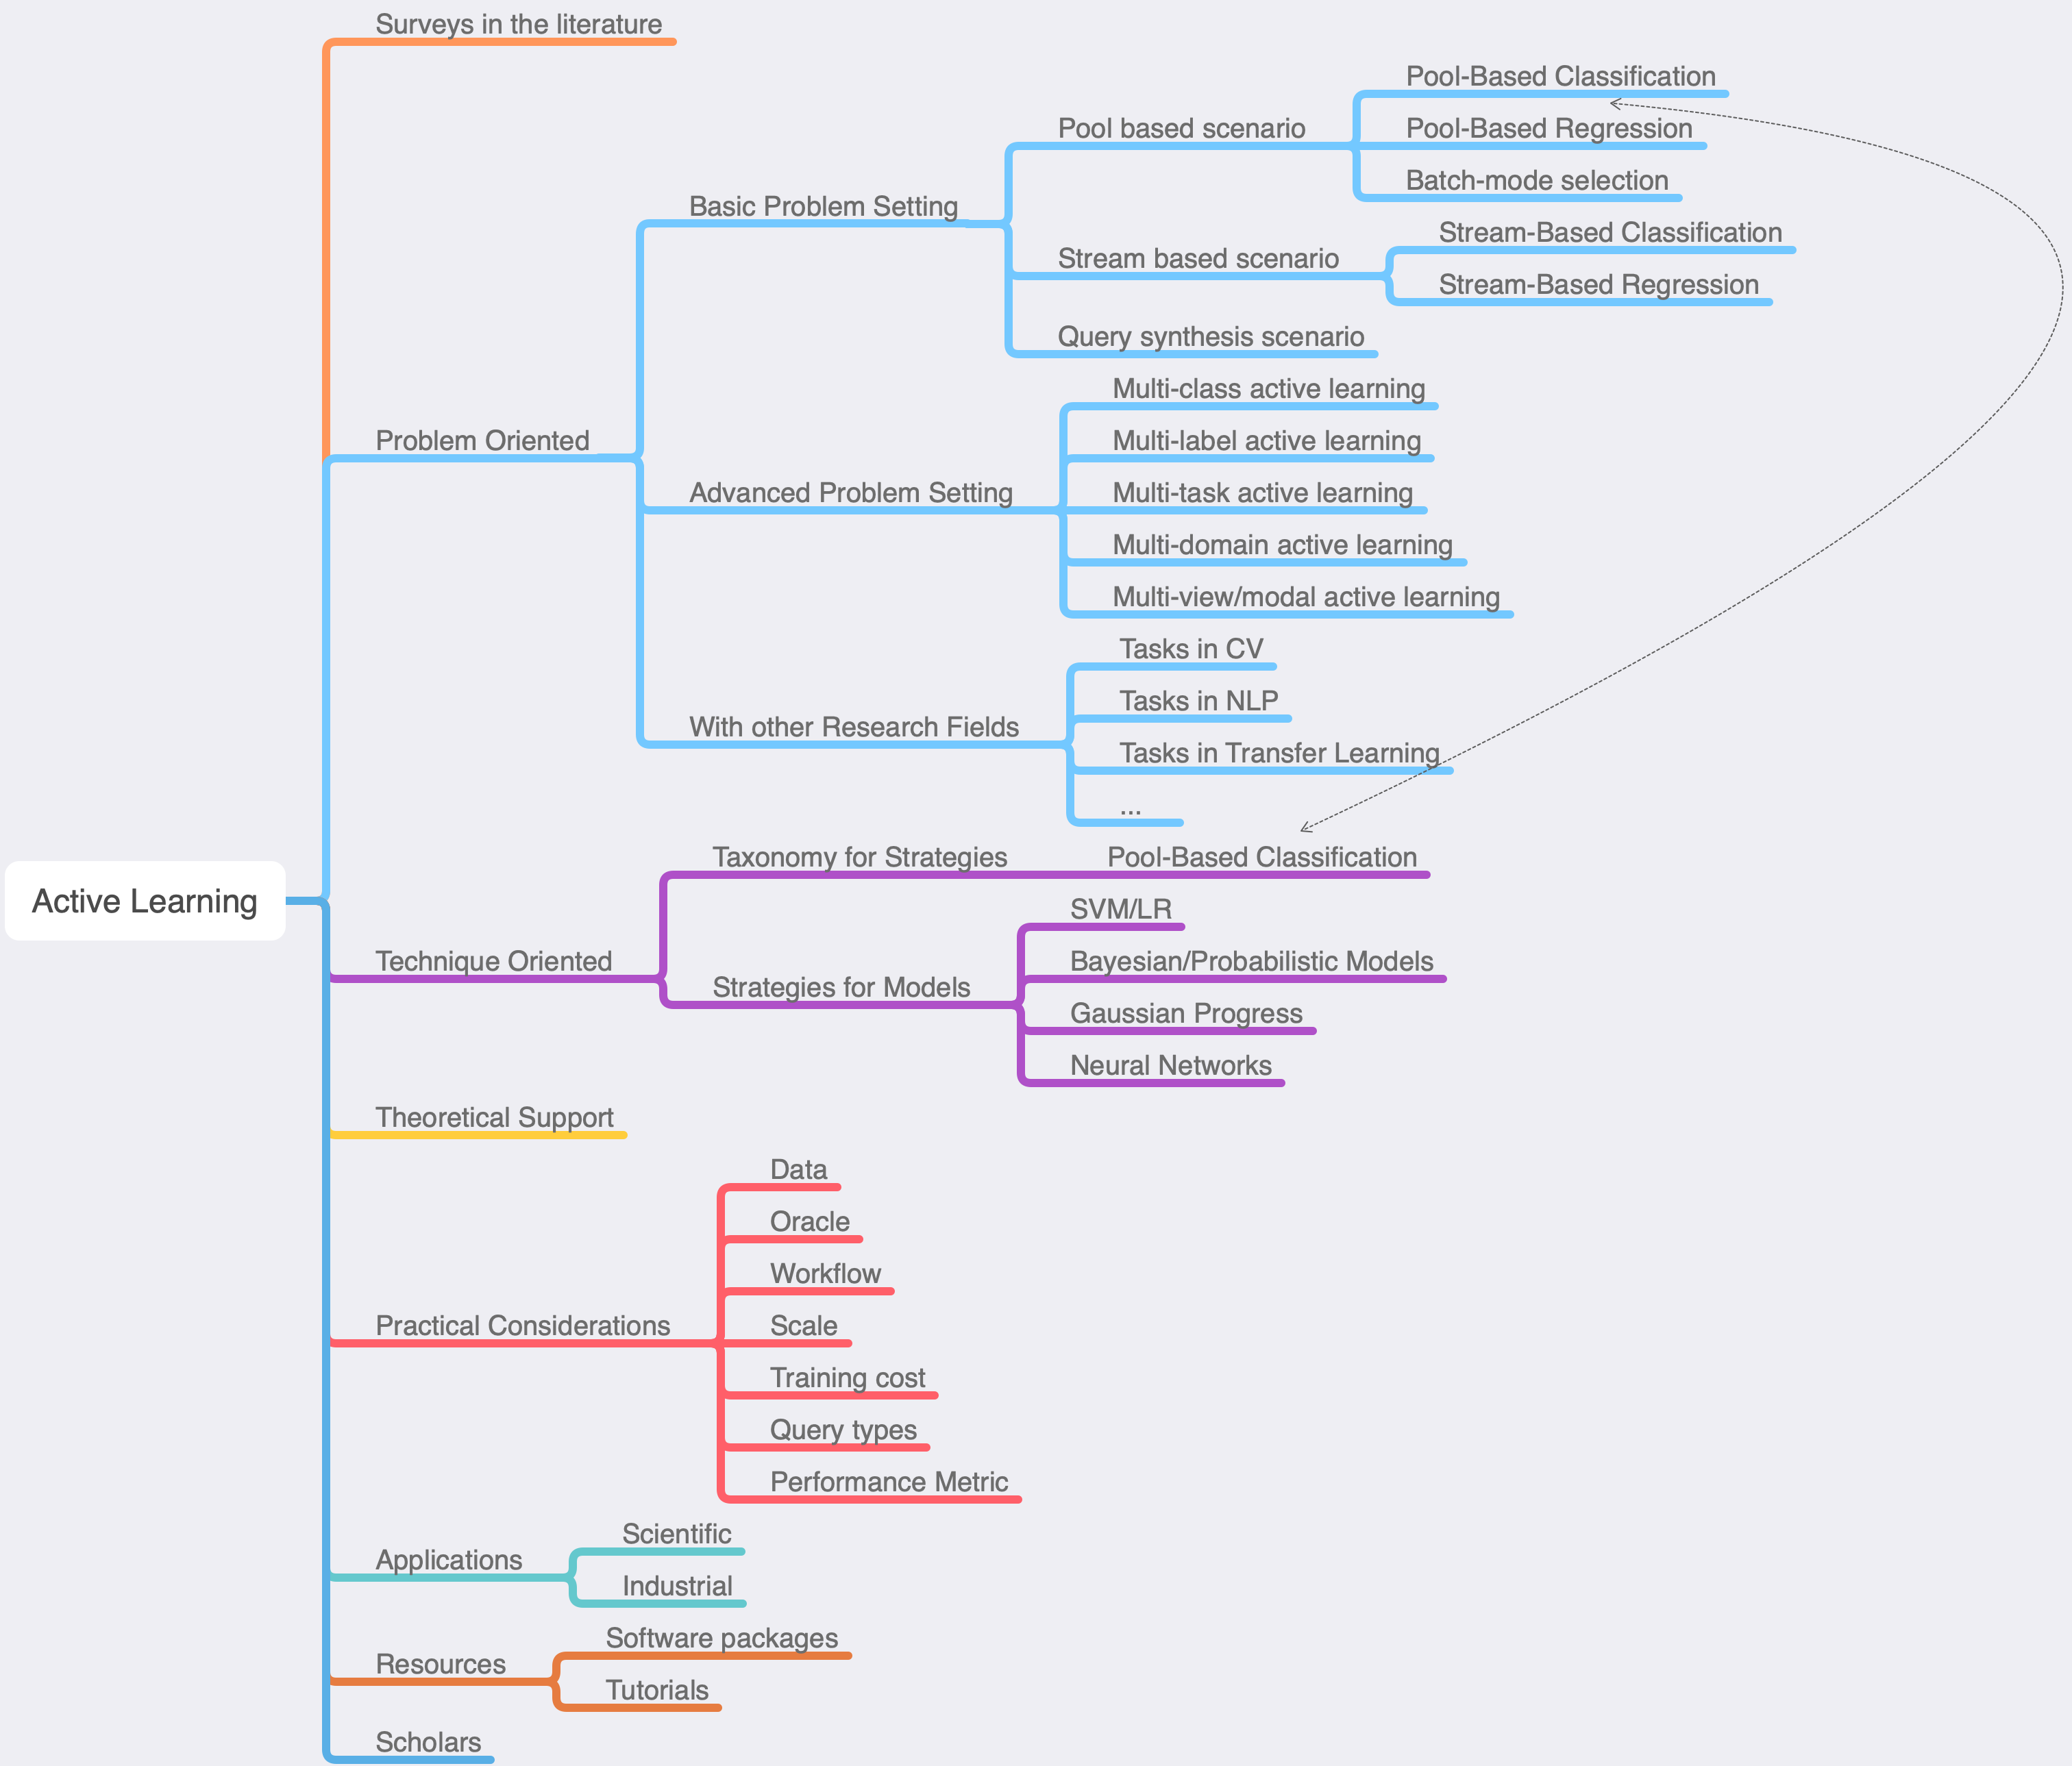 Surveys in the literature
Pool-Based Classification
Pool based scenario
Pool-Based Regression
Batch-mode selection
Basic Problem Setting
Stream-Based Classification
Stream based scenario
Stream-Based Regression
Query synthesis scenario
Multi-class active learning
Problem Oriented
Multi-label active learning
Advanced Problem Setting
Multi-task active learning
Multi-domain active learning
Multi-view/modal active learning
Tasks in CV
Tasks in NLP
With other Research Fields
Tasks in Transfer Learning
...
Taxonomy for Strategies
Pool-Based Classification
Active Learning
SVM/LR
Technique Oriented
Bayesian/Probabilistic Models
Strategies for Models
Gaussian Progress
Neural Networks
Theoretical Support
Data
Oracle
Workflow
Practical Considerations
Scale
Training cost
Query types
Performance Metric
Scientific
Applications
Industrial
Software packages
Resources
Tutorials
Scholars